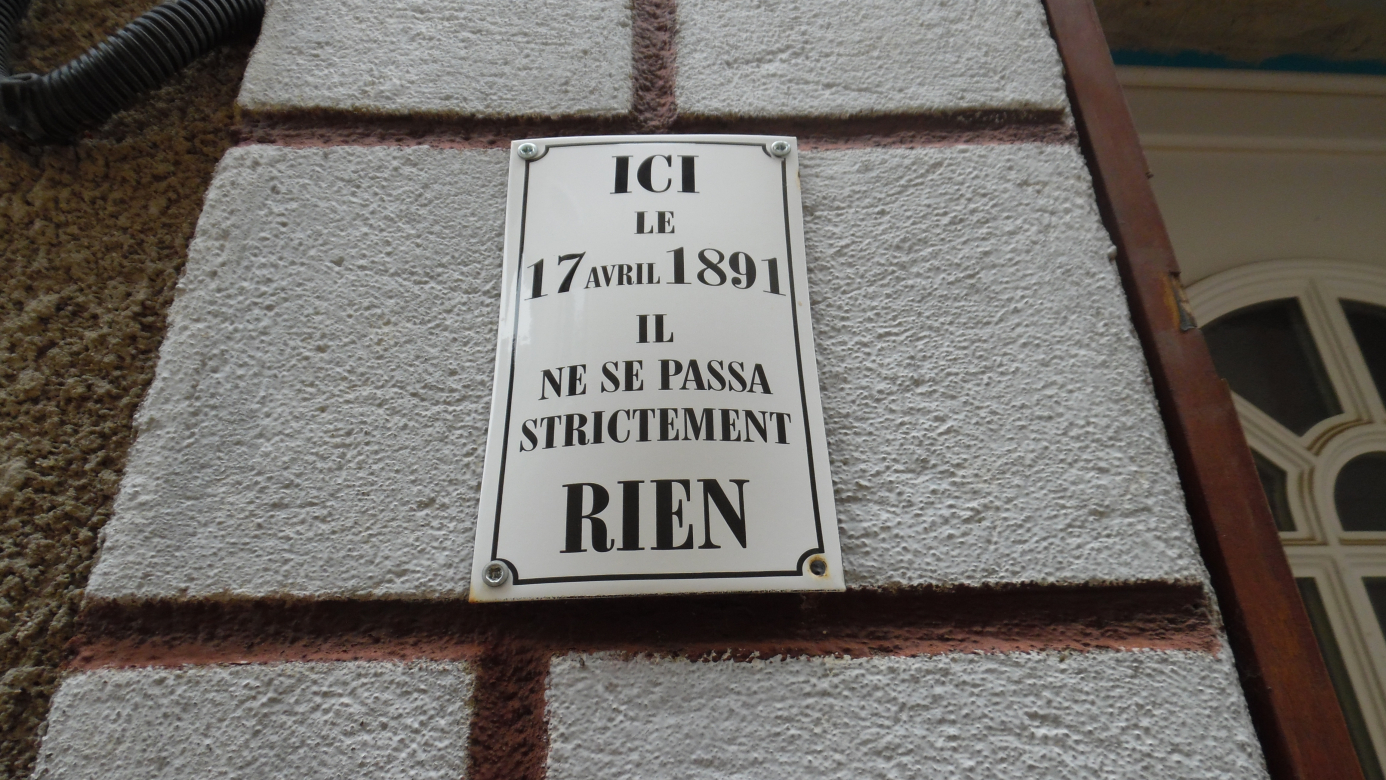 ICI
LE
17 AVRIL 1891
IL
NE SE PASSA
STRICTEMENT
RIEN